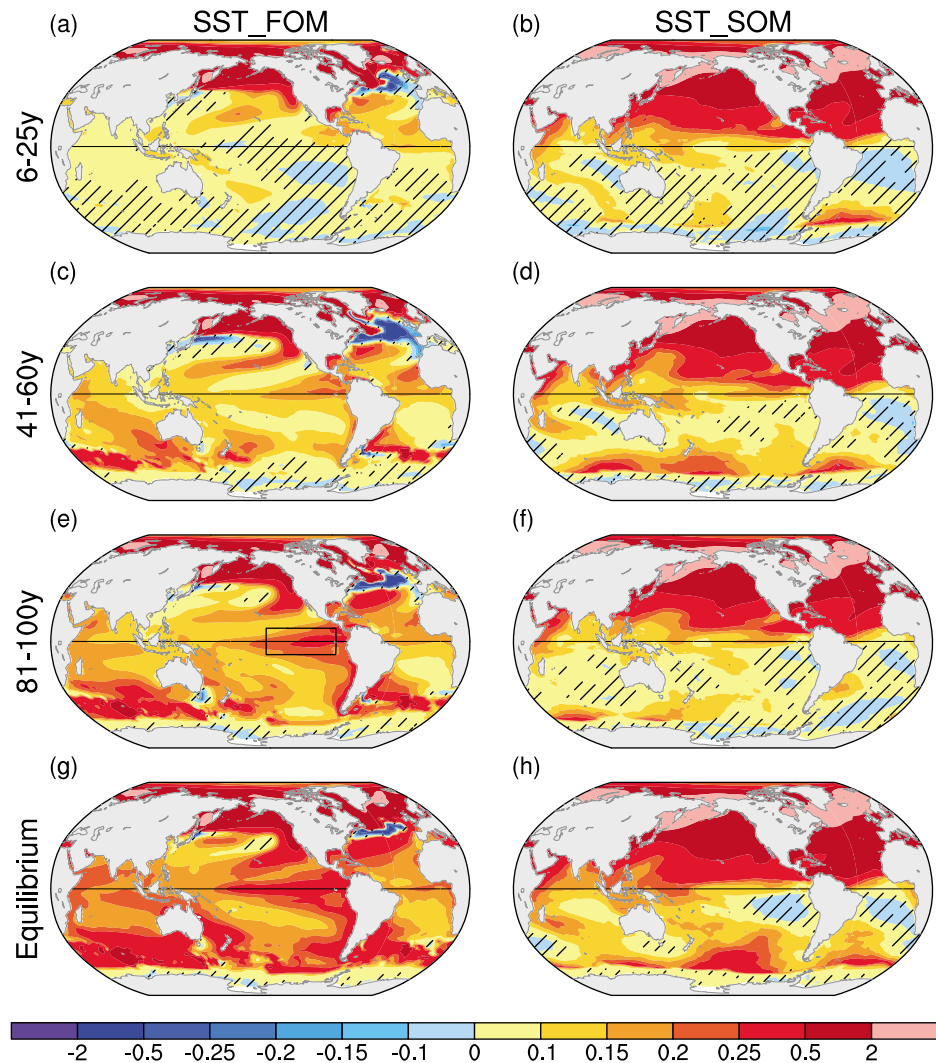 SST_FOM SST_SOM
(a) (b)
6-25y
(c) (d)
41-60y
(e) (f)
81-100y
(g) (h)
Equilibrium
-2 -0.5 -0.25 -0.2 -0.15 -0.1 0 0.1 0.15 0.2 0.25 0.5 2